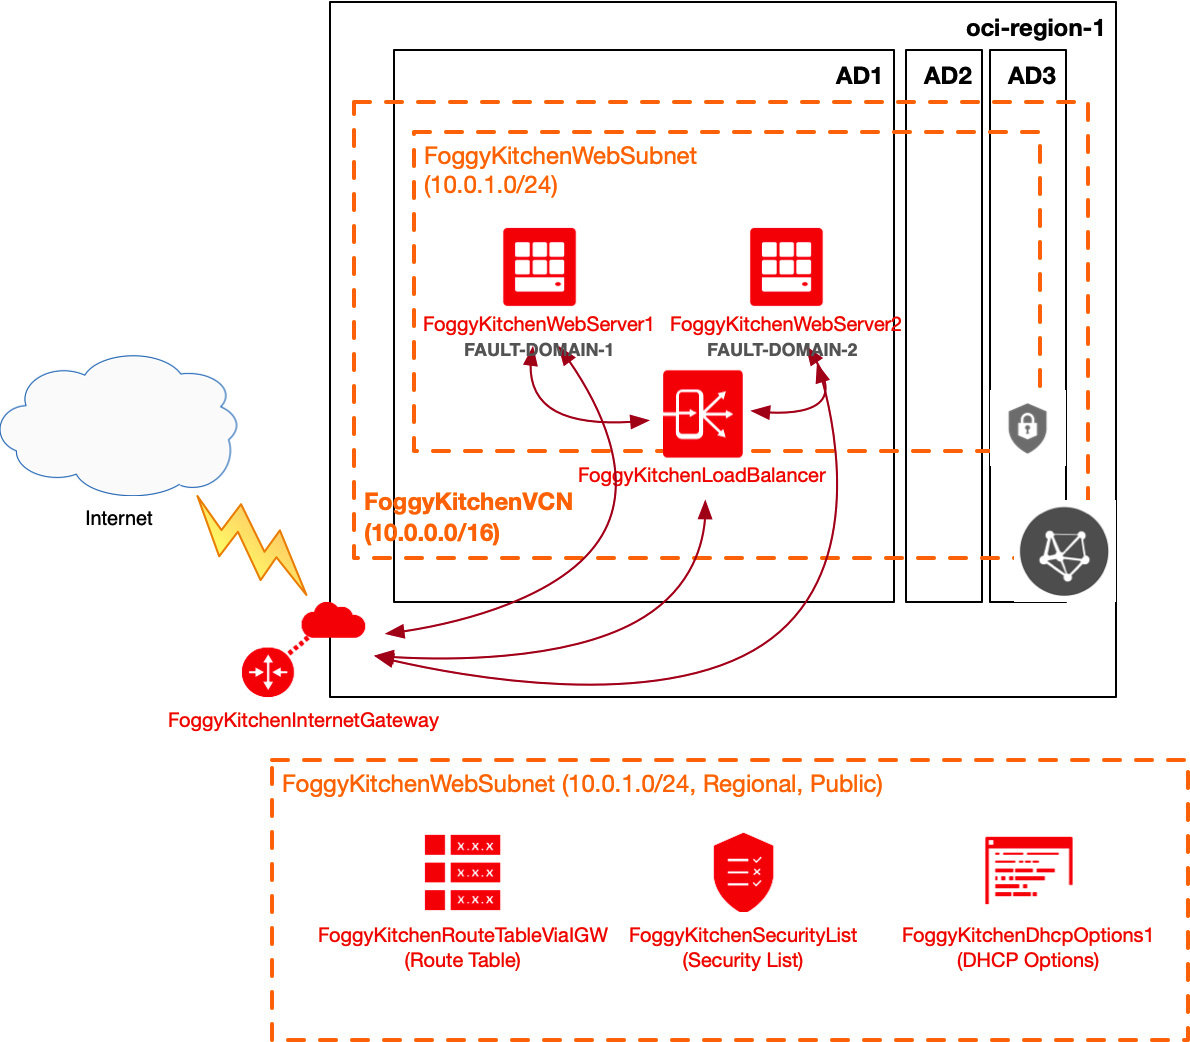 oci-region-1
AD1
AD2
AD3
FoggyKitchenWebSubnet
(10.0.1.0/24)
FoggyKitchenWebServer1
FAULT-DOMAIN-1
FoggyKitchenWebServer2
FAULT-DOMAIN-2
FoggyKitchenLoadBalancer
FoggyKitchenVCN
(10.0.0.0/16)
Internet
FoggyKitchenInternetGateway
FoggyKitchenWebSubnet (10.0.1.0/24, Regional, Public)
x.x.x
x.x.x
x.x.x
FoggyKitchenRouteTableViaIGW
(Route Table)
FoggyKitchenSecurityList
(Security List)
FoggyKitchenDhcpOptions1
(DHCP Options)